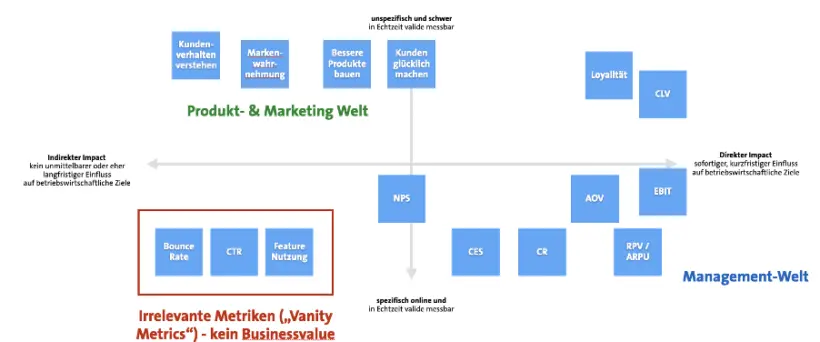 unspezifisch und schwer
in Echtzeit valide messbar
Kunden-
verhalten
verstehen
Marken-
wahr-
nehmung
Bessere
Produkte
bauen
Kunden
glücklich
machen
Loyalität
CLV
Produkt- & Marketing Welt
Indirekter Impact
kein unmittelbarer oder eher
langfristiger Einfluss
auf betriebswirtschaftliche Ziele
Direkter Impact
sofortiger, kurzfristiger Einfluss
auf betriebswirtschaftliche Ziele
NPS
AOV
EBIT
Bounce
Rate
CTR
Feature
Nutzung
CES
CR
RPV /
ARPU
Management-Welt
spezifisch online und
in Echtzeit valide messbar
Irrelevante Metriken („Vanity
Metrics“) - kein Businessvalue